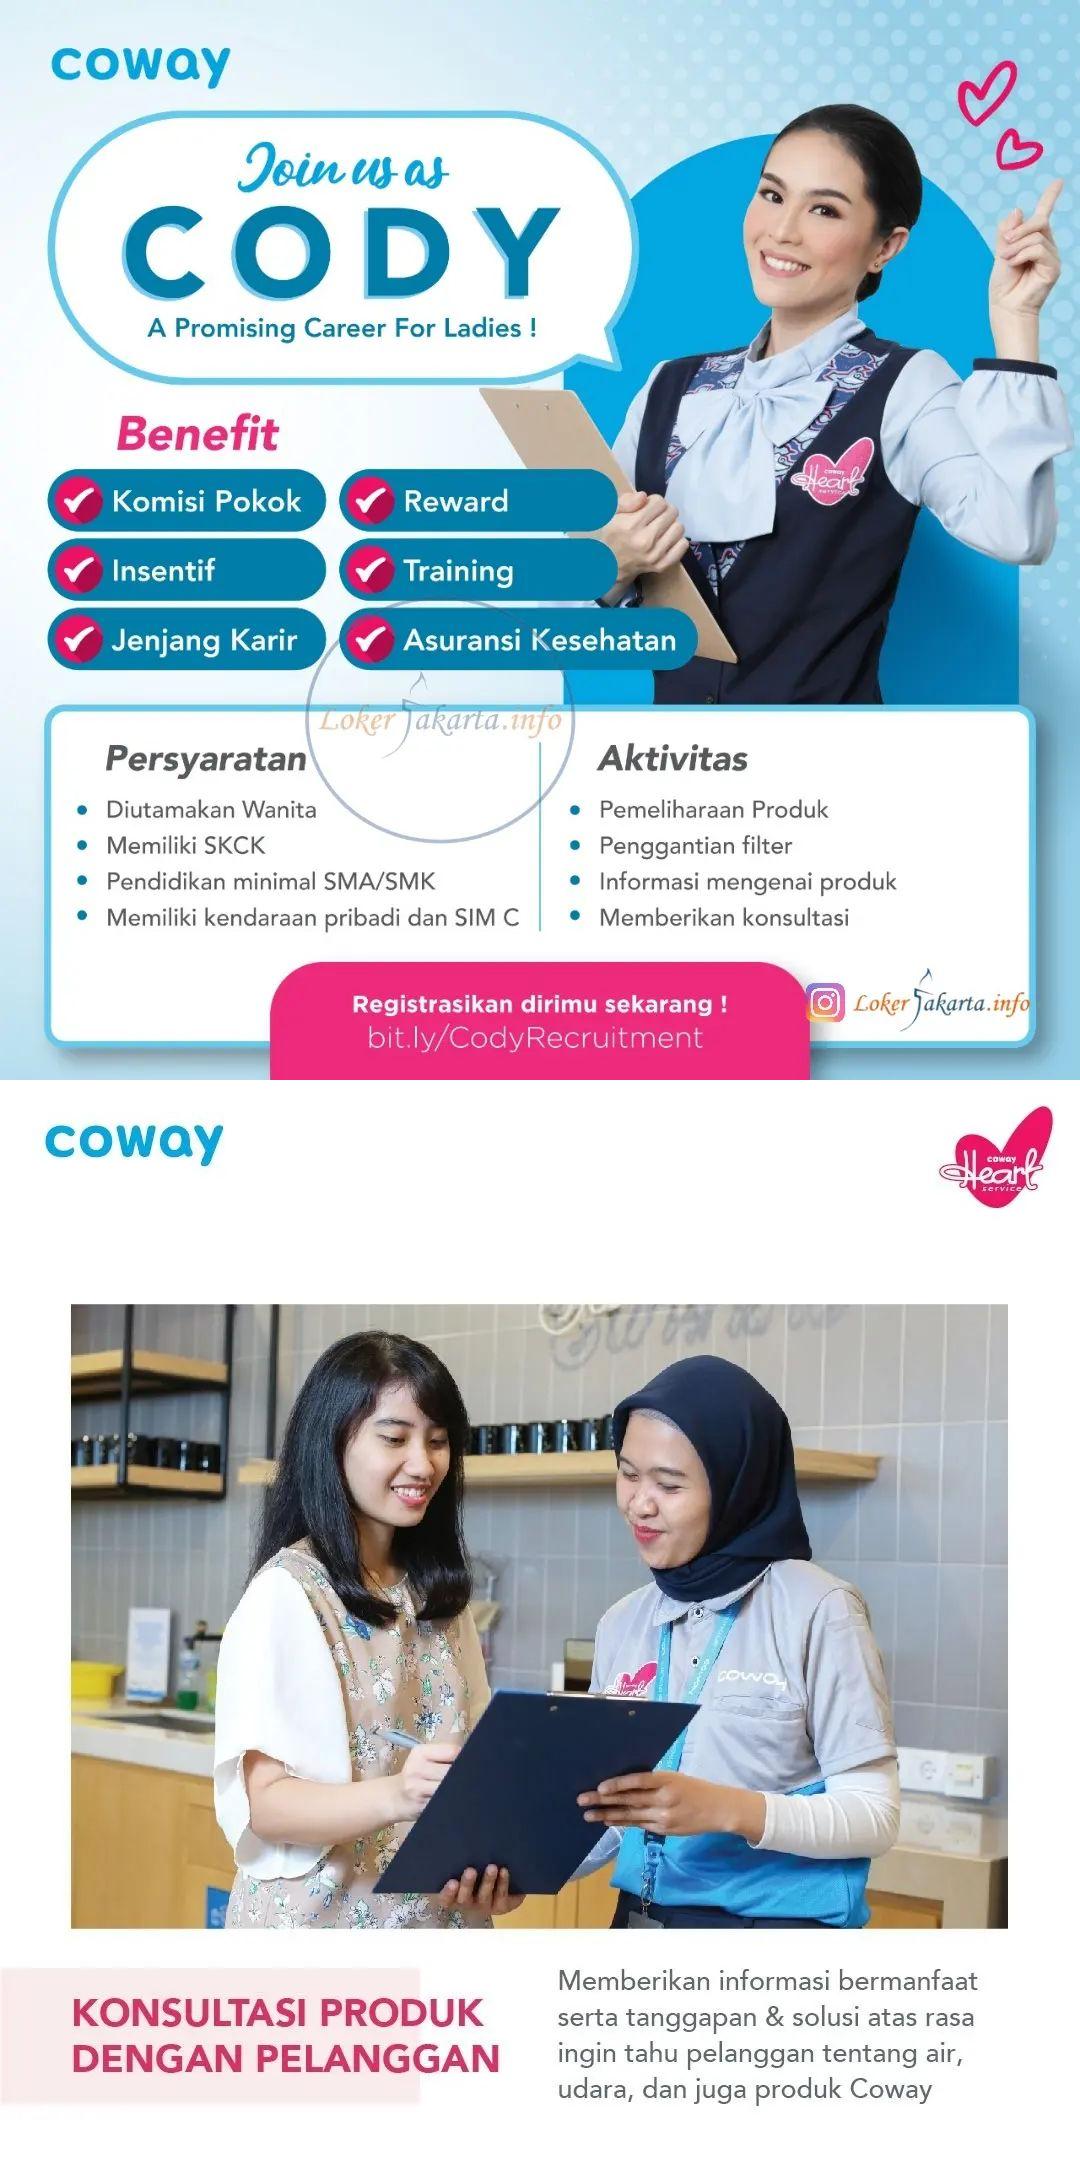 coway
Join us as
CODY
A Promising Career For Ladies !
coway
Heart
service
Benefit
Komisi Pokok
Reward
Insentif
Training
Jenjang Karir
Asuransi Kesehatan
LokerJakarta.info
Persyaratan
Diutamakan Wanita
Memiliki SKCK
Pendidikan minimal SMA/SMK
Memiliki kendaraan pribadi dan SIM C
Aktivitas
Pemeliharaan Produk
Penggantian filter
Informasi mengenai produk
Memberikan konsultasi
Registrasikan dirimu sekarang !
bit.ly/CodyRecruitment
LokerJakarta.info
coway
coway
Heart
service
Heart
coway
KONSULTASI PRODUK
DENGAN PELANGGAN
Memberikan informasi bermanfaat
serta tanggapan & solusi atas rasa
ingin tahu pelanggan tentang air,
udara, dan juga produk Coway